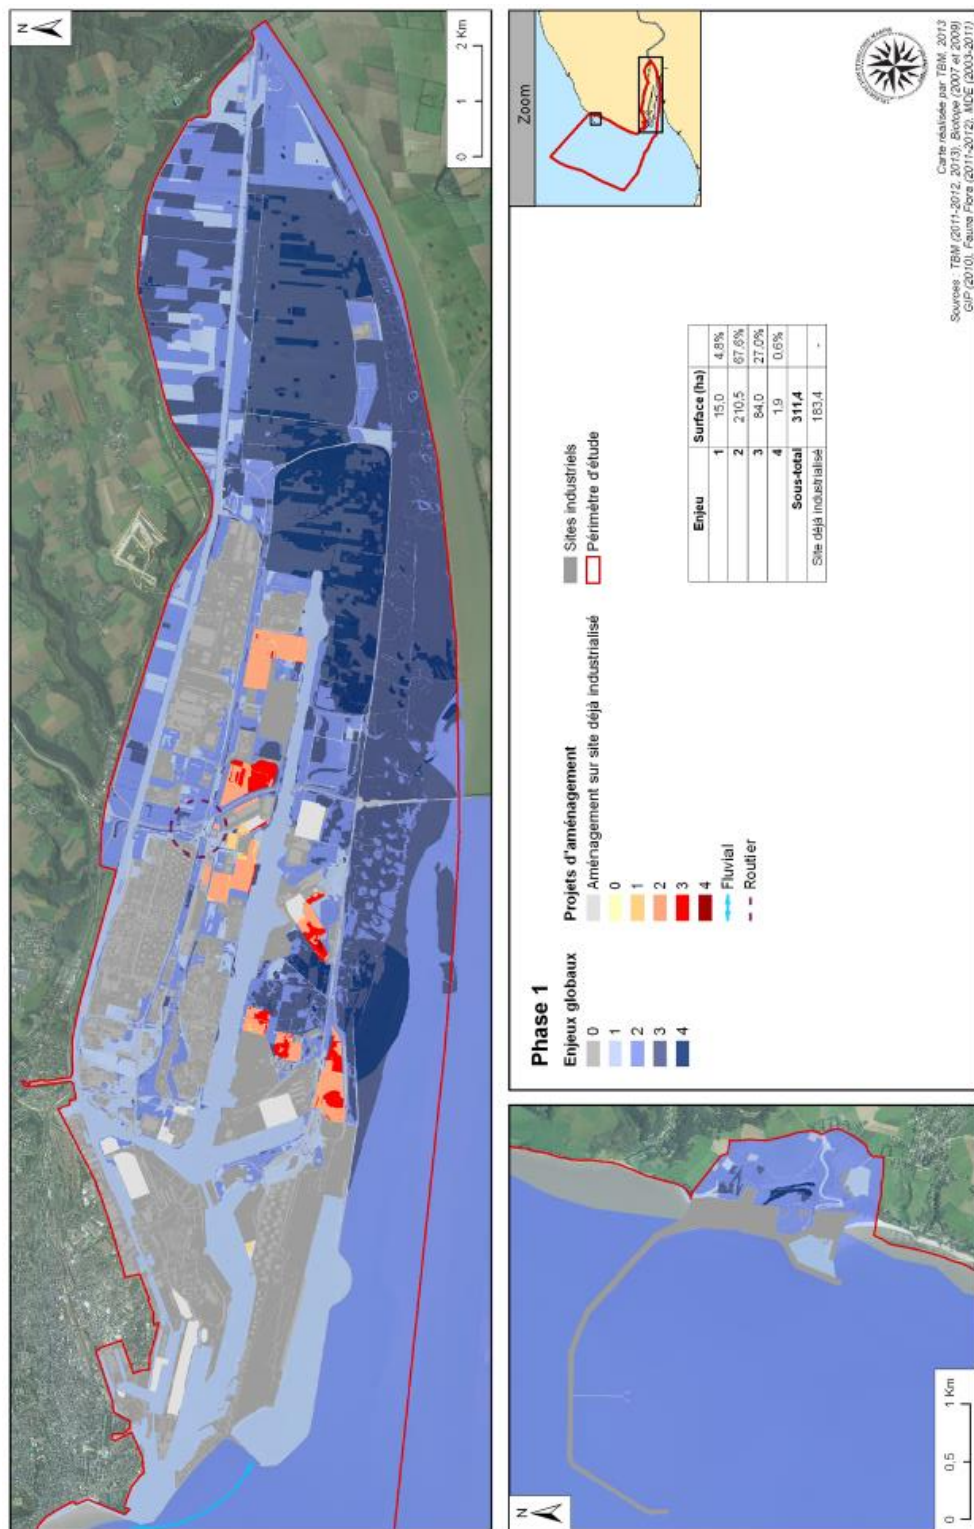 N
0 1 2 Km
N
0 0,5 1 Km
Phase 1
Enjeux globaux
0
1
2
3
4
Projets d'aménagement
Aménagement sur site déjà industrialisé
0
1
2
3
4
Fluvial
Routier
Sites industriels
Périmètre d'étude
Enjeu Surface (ha)
1 15,0 4,8%
2 210,5 67,6%
3 84,0 27,0%
4 1,9 0,6%
Sous-total 311,4
Site déjà industrialisé 183,4 -
Zoom
Carte réalisée par TBM, 2013
Sources : TBM (2011-2012, 2013), Biotope (2007 et 2009)
GIP (2010), Fauna Flora (2011-2012), MDE (2003-2011)